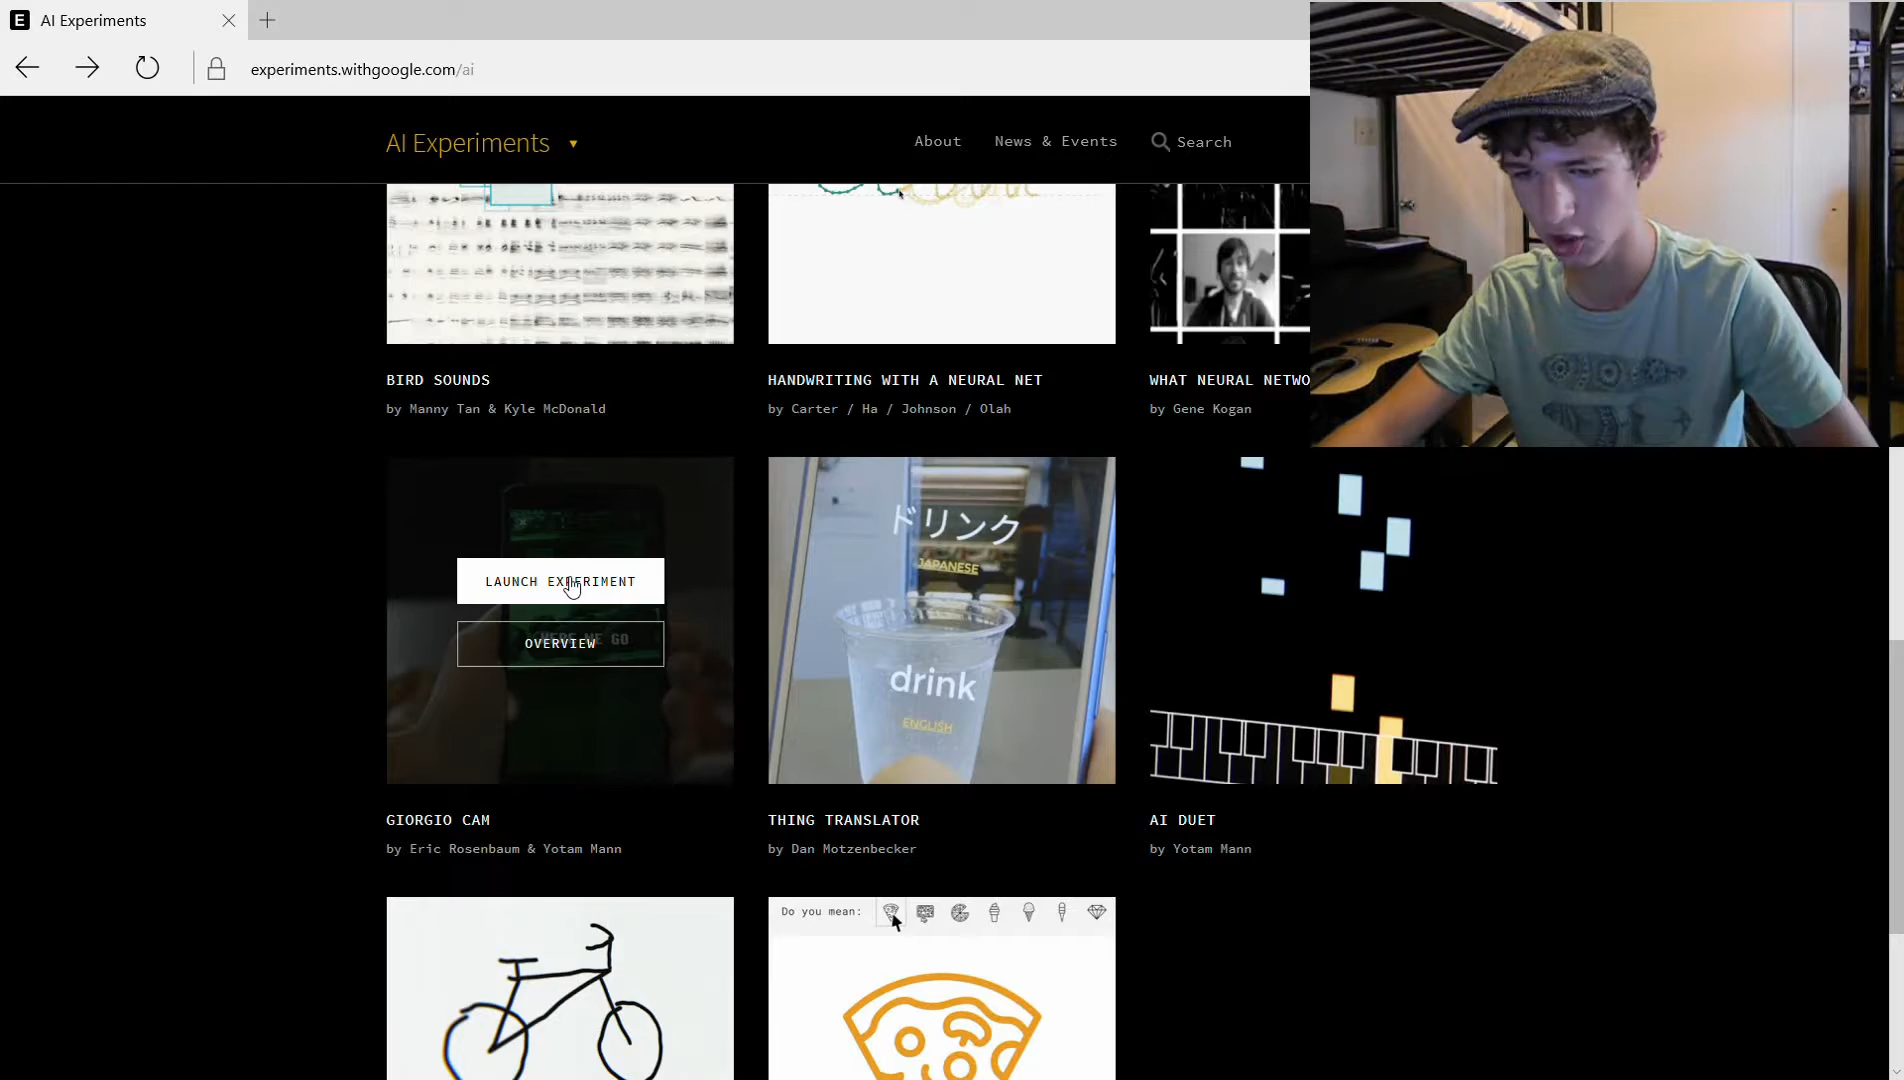 E AI Experiments
experiments.withgoogle.com/ai
AI Experiments ▼
About
News & Events
Search
BIRD SOUNDS
by Manny Tan & Kyle McDonald
HANDWRITING WITH A NEURAL NET
by Carter / Ha / Johnson / Olah
WHAT NEURAL NETWO
by Gene Kogan
LAUNCH EXPERIMENT
OVERVIEW
HERE WE GO
GIORGIO CAM
by Eric Rosenbaum & Yotam Mann
ドリンク
JAPANESE
drink
ENGLISH
THING TRANSLATOR
by Dan Motzenbecker
AI DUET
by Yotam Mann
Do you mean: